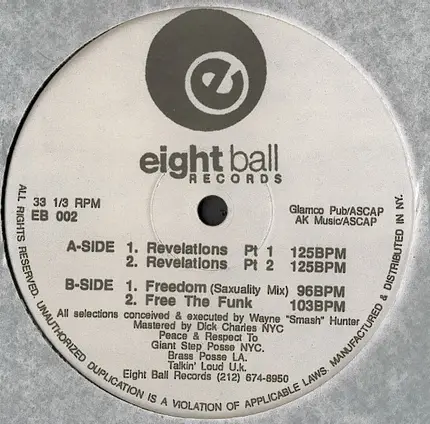 e
eight ball
RECORDS
33 1/3 RPM
EB 002
Glamco Pub/ASCAP
AK Music/ASCAP
A-SIDE 1. Revelations Pt 1 125BPM
2. Revelations Pt 2 125BPM
B-SIDE 1. Freedom (Saxuality Mix) 96BPM
2. Free The Funk 103BPM
All selections conceived & executed by Wayne "Smash" Hunter
Mastered by Dick Charles NYC
Peace & Respect To
Giant Step Posse NYC.
Brass Posse LA.
Talkin' Loud U.k.
Eight Ball Records (212) 674-8950
ALL RIGHTS RESERVED. UNAUTHORIZED DUPLICATION IS A VIOLATION OF APPLICABLE LAWS. MANUFACTURED & DISTRIBUTED IN NY.